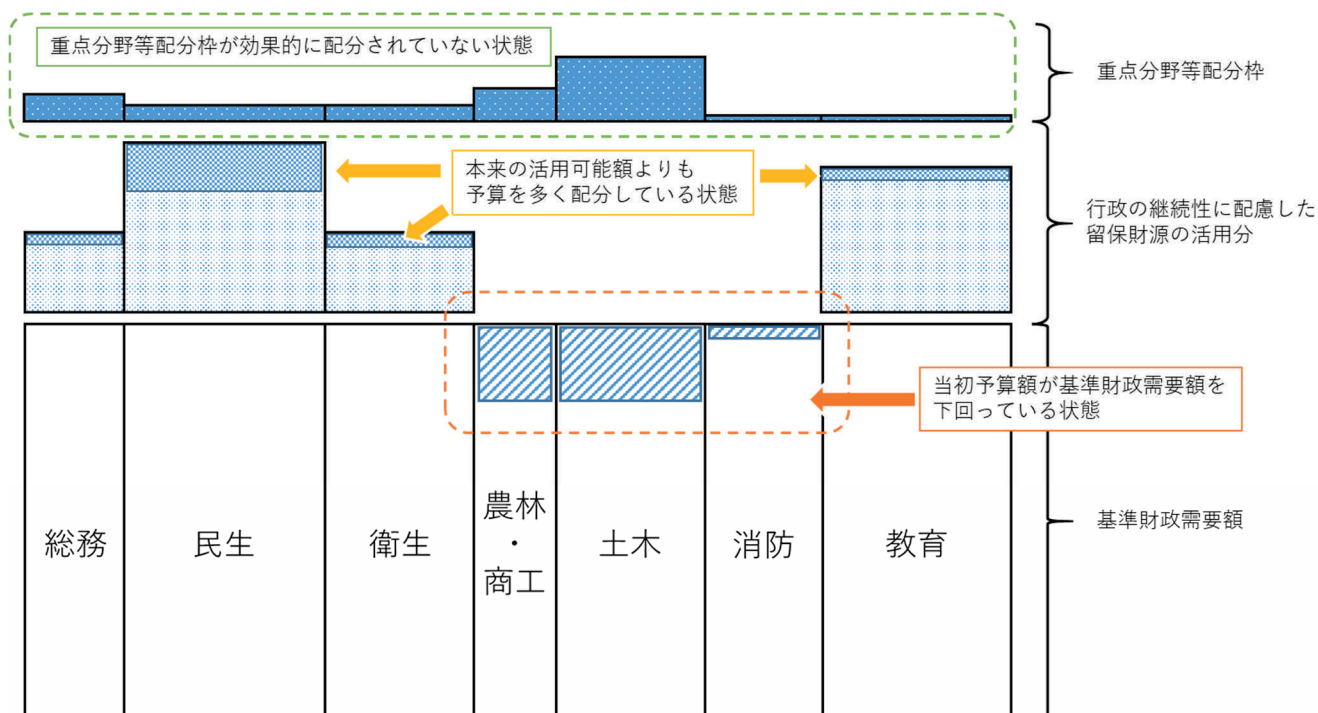 重点分野等配分枠が効果的に配分されていない状態
重点分野等配分枠
本来の活用可能額よりも
予算を多く配分している状態
行政の継続性に配慮した
留保財源の活用分
当初予算額が基準財政需要額を
下回っている状態
総務
民生
衛生
農林
・
商工
土木
消防
教育
基準財政需要額